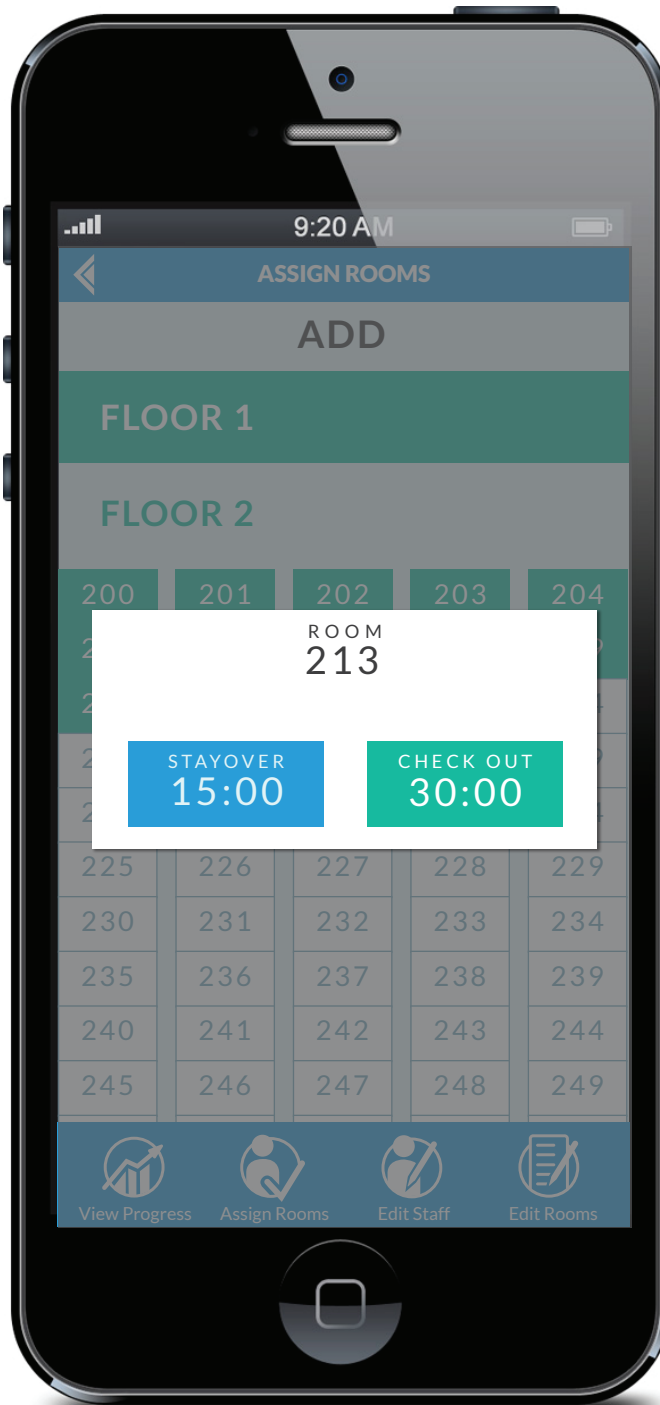 9:20 AM
ASSIGN ROOMS
ADD
FLOOR 1
FLOOR 2
200 201 202 203 204
ROOM
213
STAYOVER CHECK OUT
15:00 30:00
225 226 227 228 229
230 231 232 233 234
235 236 237 238 239
240 241 242 243 244
245 246 247 248 249
View Progress Assign Rooms Edit Staff Edit Rooms